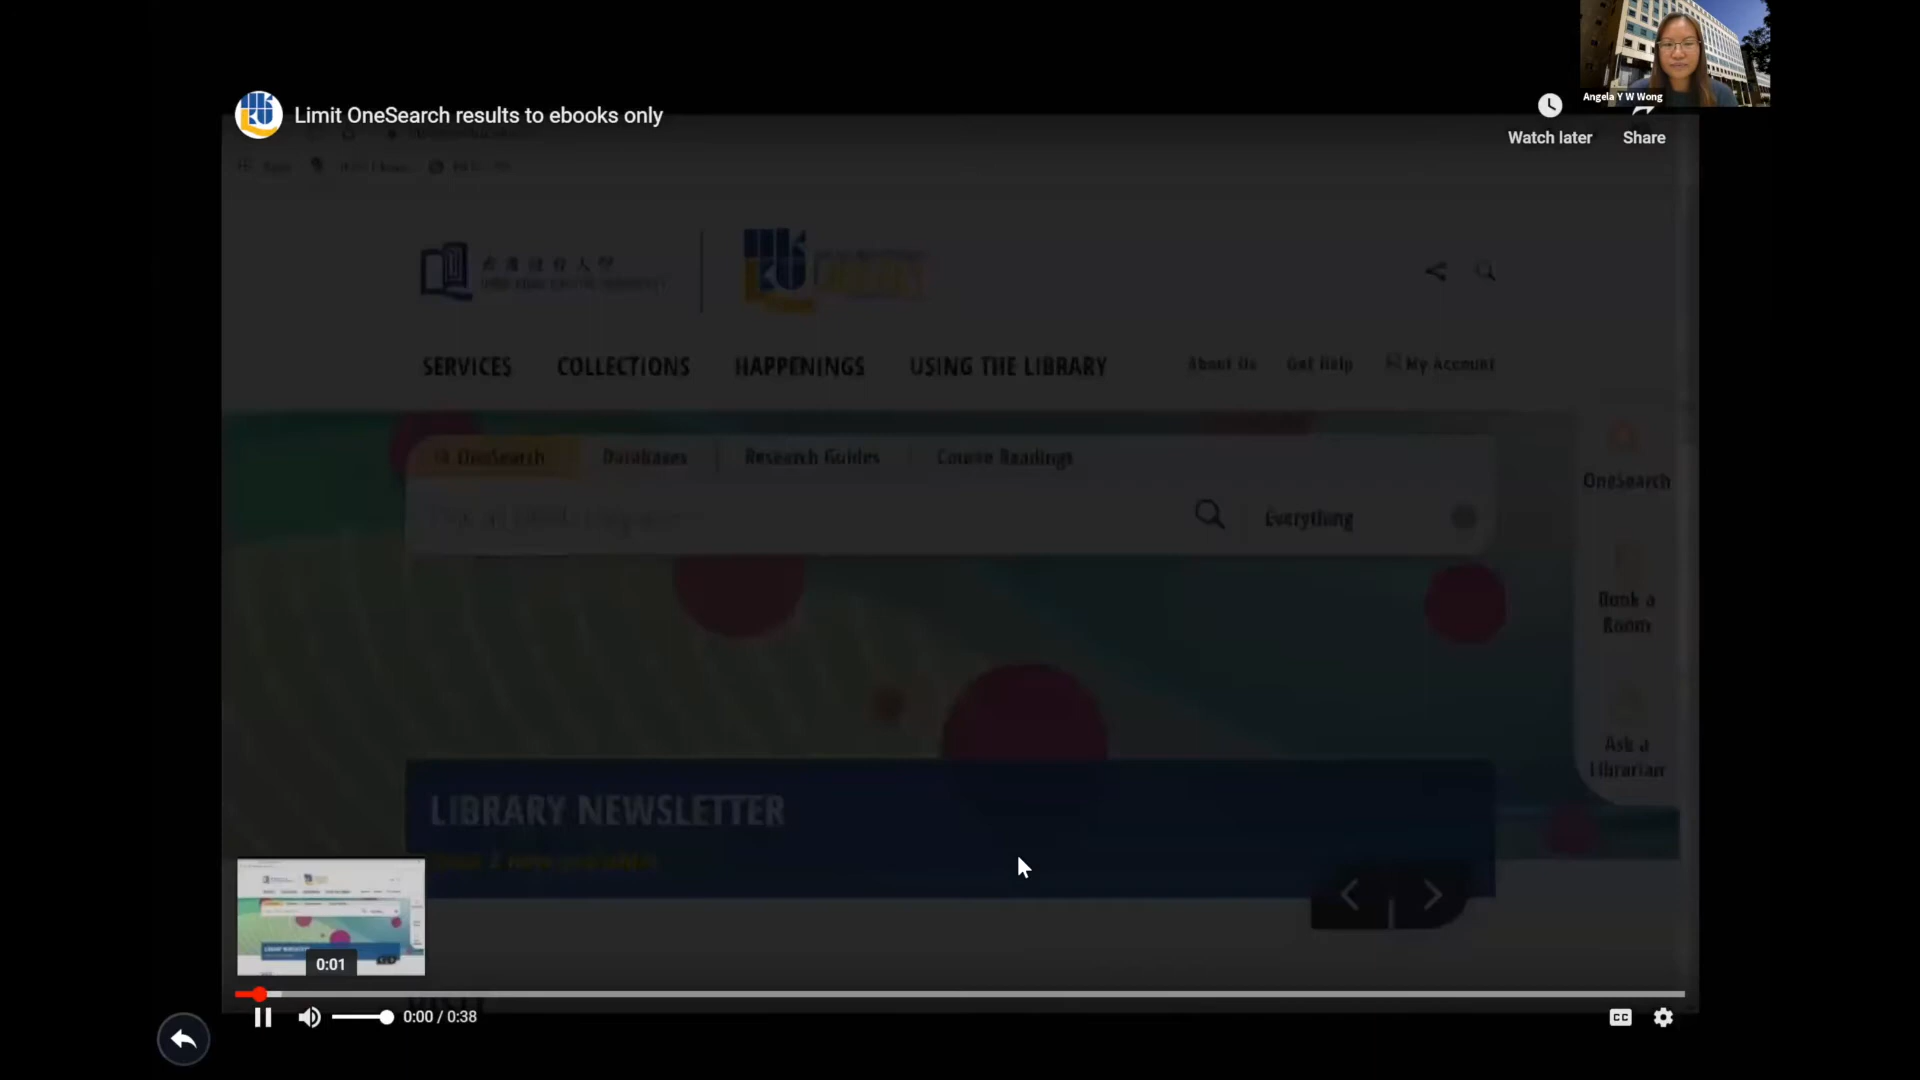 Angela Y W Wong
Limit OneSearch results to ebooks only
Watch later
Share
SERVICES
COLLECTIONS
HAPPENINGS
USING THE LIBRARY
About Us
Get Help
My Account
OneSearch
Databases
Research Guides
Course Readings
Everything
OneSearch
Book a
Room
Ask a
Librarian
LIBRARY NEWSLETTER
0:01
0:00 / 0:38
CC